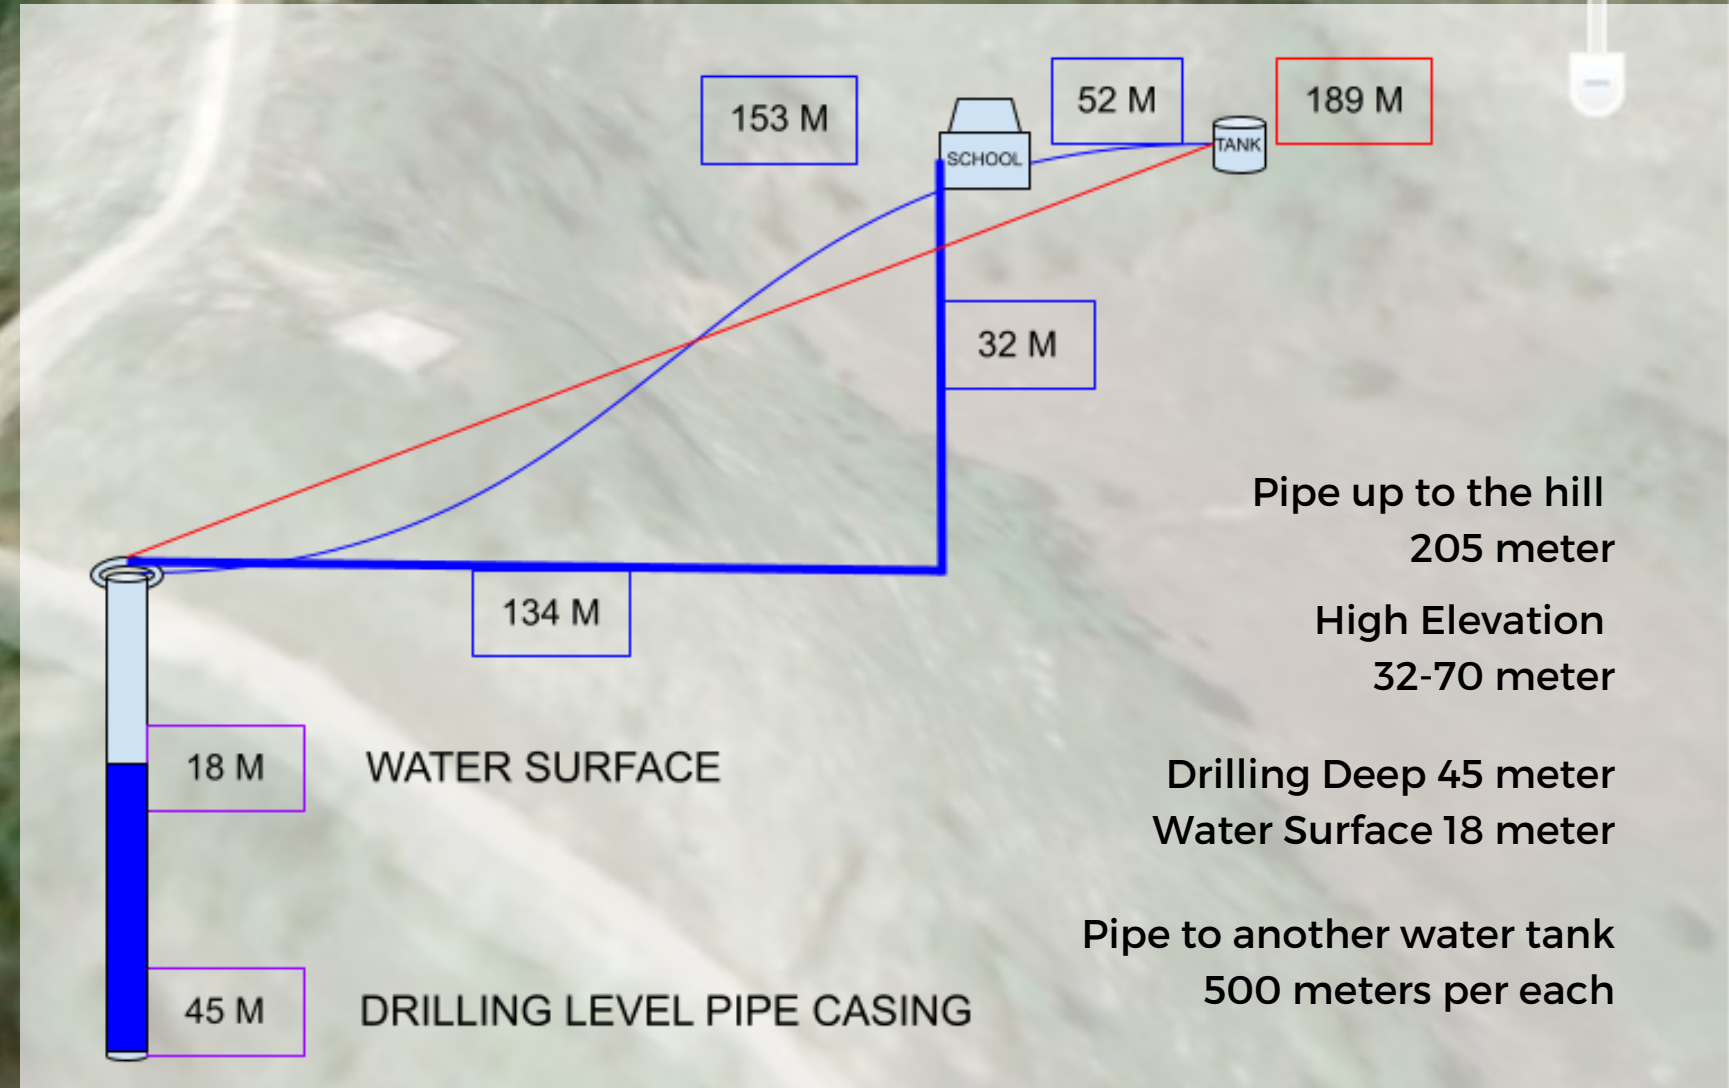 153 M
52 M
189 M
SCHOOL
TANK
32 M
134 M
18 M
WATER SURFACE
45 M
DRILLING LEVEL PIPE CASING
Pipe up to the hill
205 meter
High Elevation
32-70 meter
Drilling Deep 45 meter
Water Surface 18 meter
Pipe to another water tank
500 meters per each